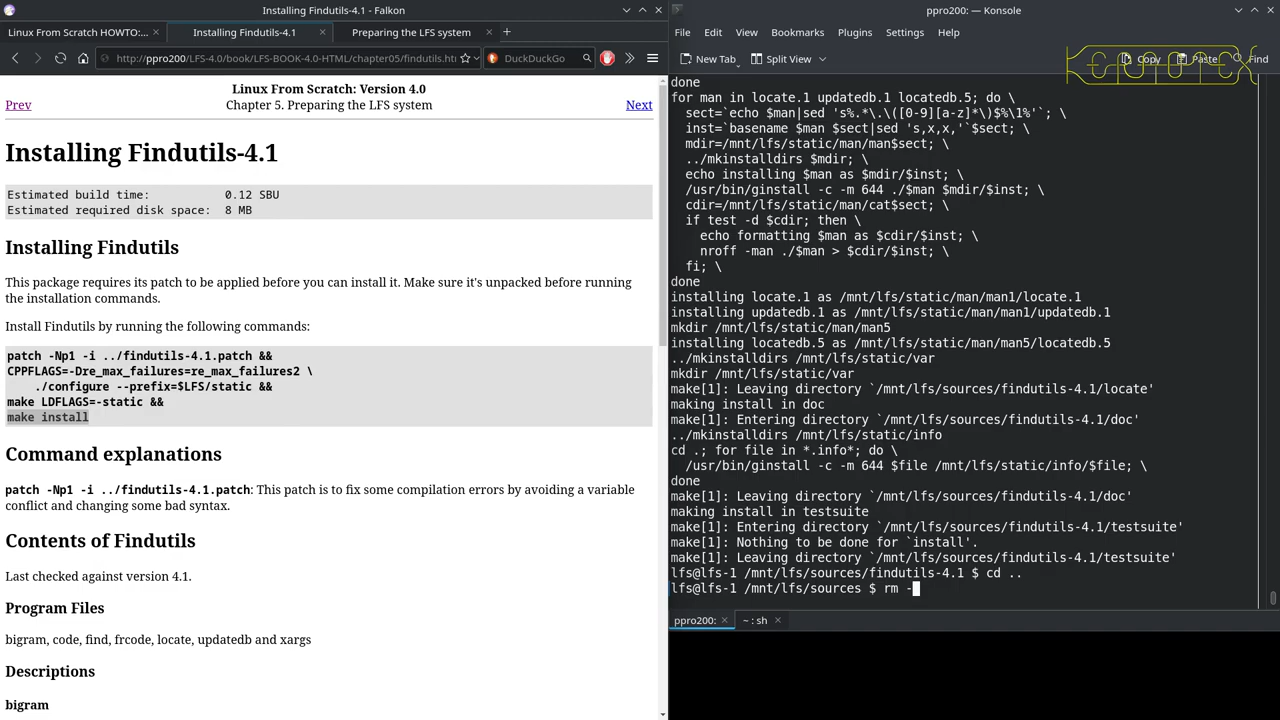 Installing Findutils-4.1 - Falkon
Linux From Scratch HOWTO:...
Installing Findutils-4.1
Preparing the LFS system
http://ppro200/LFS-4.0/book/LFS-BOOK-4.0-HTML/chapter05/findutils.ht
DuckDuckGo
Linux From Scratch: Version 4.0
Prev
Chapter 5. Preparing the LFS system
Next
Installing Findutils-4.1
Estimated build time: 0.12 SBU
Estimated required disk space: 8 MB
Installing Findutils
This package requires its patch to be applied before you can install it. Make sure it's unpacked before running
the installation commands.
Install Findutils by running the following commands:
patch -Np1 -i ../findutils-4.1.patch &&
CPPFLAGS=-Dre_max_failures=re_max_failures2 \
./configure --prefix=$LFS/static &&
make LDFLAGS=-static &&
make install
Command explanations
patch -Np1 -i ../findutils-4.1.patch: This patch is to fix some compilation errors by avoiding a variable
conflict and changing some bad syntax.
Contents of Findutils
Last checked against version 4.1.
Program Files
bigram, code, find, frcode, locate, updatedb and xargs
Descriptions
bigram
ppro200: — Konsole
File Edit View Bookmarks Plugins Settings Help
New Tab
Split View
Copy
Paste
Find
done
for man in locate.1 updatedb.1 locatedb.5; do \
sect=`echo $man|sed 's%.*\.\([0-9][a-z]*\)$%\1%'`; \
inst=`basename $man $sect|sed 's,x,x,'`$sect; \
mdir=/mnt/lfs/static/man/man$sect; \
../mkinstalldirs $mdir; \
echo installing $man as $mdir/$inst; \
/usr/bin/ginstall -c -m 644 ./$man $mdir/$inst; \
cdir=/mnt/lfs/static/man/cat$sect; \
if test -d $cdir; then \
echo formatting $man as $cdir/$inst; \
nroff -man ./$man > $cdir/$inst; \
fi; \
done
installing locate.1 as /mnt/lfs/static/man/man1/locate.1
installing updatedb.1 as /mnt/lfs/static/man/man1/updatedb.1
mkdir /mnt/lfs/static/man/man5
installing locatedb.5 as /mnt/lfs/static/man/man5/locatedb.5
../mkinstalldirs /mnt/lfs/static/var
mkdir /mnt/lfs/static/var
make[1]: Leaving directory `/mnt/lfs/sources/findutils-4.1/locate'
making install in doc
make[1]: Entering directory `/mnt/lfs/sources/findutils-4.1/doc'
../mkinstalldirs /mnt/lfs/static/info
cd .; for file in *.info*; do \
/usr/bin/ginstall -c -m 644 $file /mnt/lfs/static/info/$file; \
done
make[1]: Leaving directory `/mnt/lfs/sources/findutils-4.1/doc'
making install in testsuite
make[1]: Entering directory `/mnt/lfs/sources/findutils-4.1/testsuite'
make[1]: Nothing to be done for `install'.
make[1]: Leaving directory `/mnt/lfs/sources/findutils-4.1/testsuite'
lfs@lfs-1 /mnt/lfs/sources/findutils-4.1 $ cd ..
lfs@lfs-1 /mnt/lfs/sources $ rm -
ppro200:
~ : sh